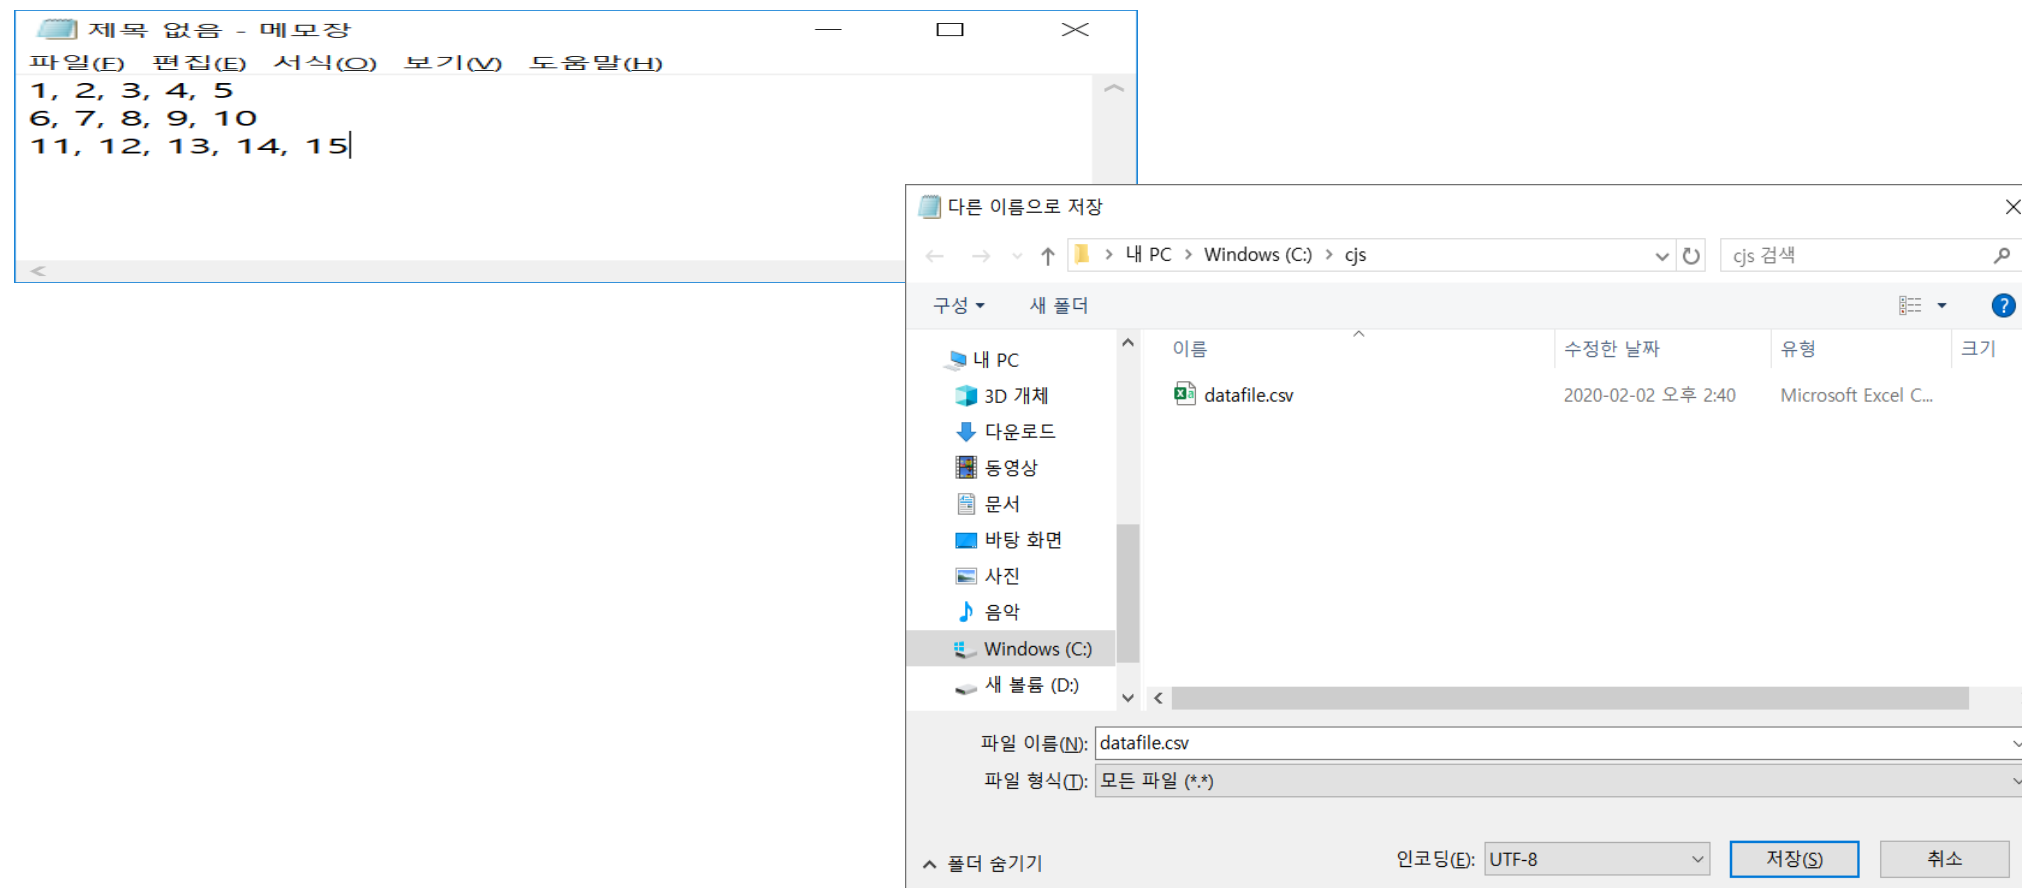 제목 없음 - 메모장
파일(F) 편집(E) 서식(O) 보기(V) 도움말(H)
1, 2, 3, 4, 5
6, 7, 8, 9, 10
11, 12, 13, 14, 15
다른 이름으로 저장
내 PC > Windows (C:) > cjs
cjs 검색
구성 새 폴더
이름 수정한 날짜 유형 크기
datafile.csv 2020-02-02 오후 2:40 Microsoft Excel C...
내 PC
3D 개체
다운로드
동영상
문서
바탕 화면
사진
음악
Windows (C:)
새 볼륨 (D:)
파일 이름(N): datafile.csv
파일 형식(T): 모든 파일 (*.*)
폴더 숨기기
인코딩(E): UTF-8
저장(S)
취소